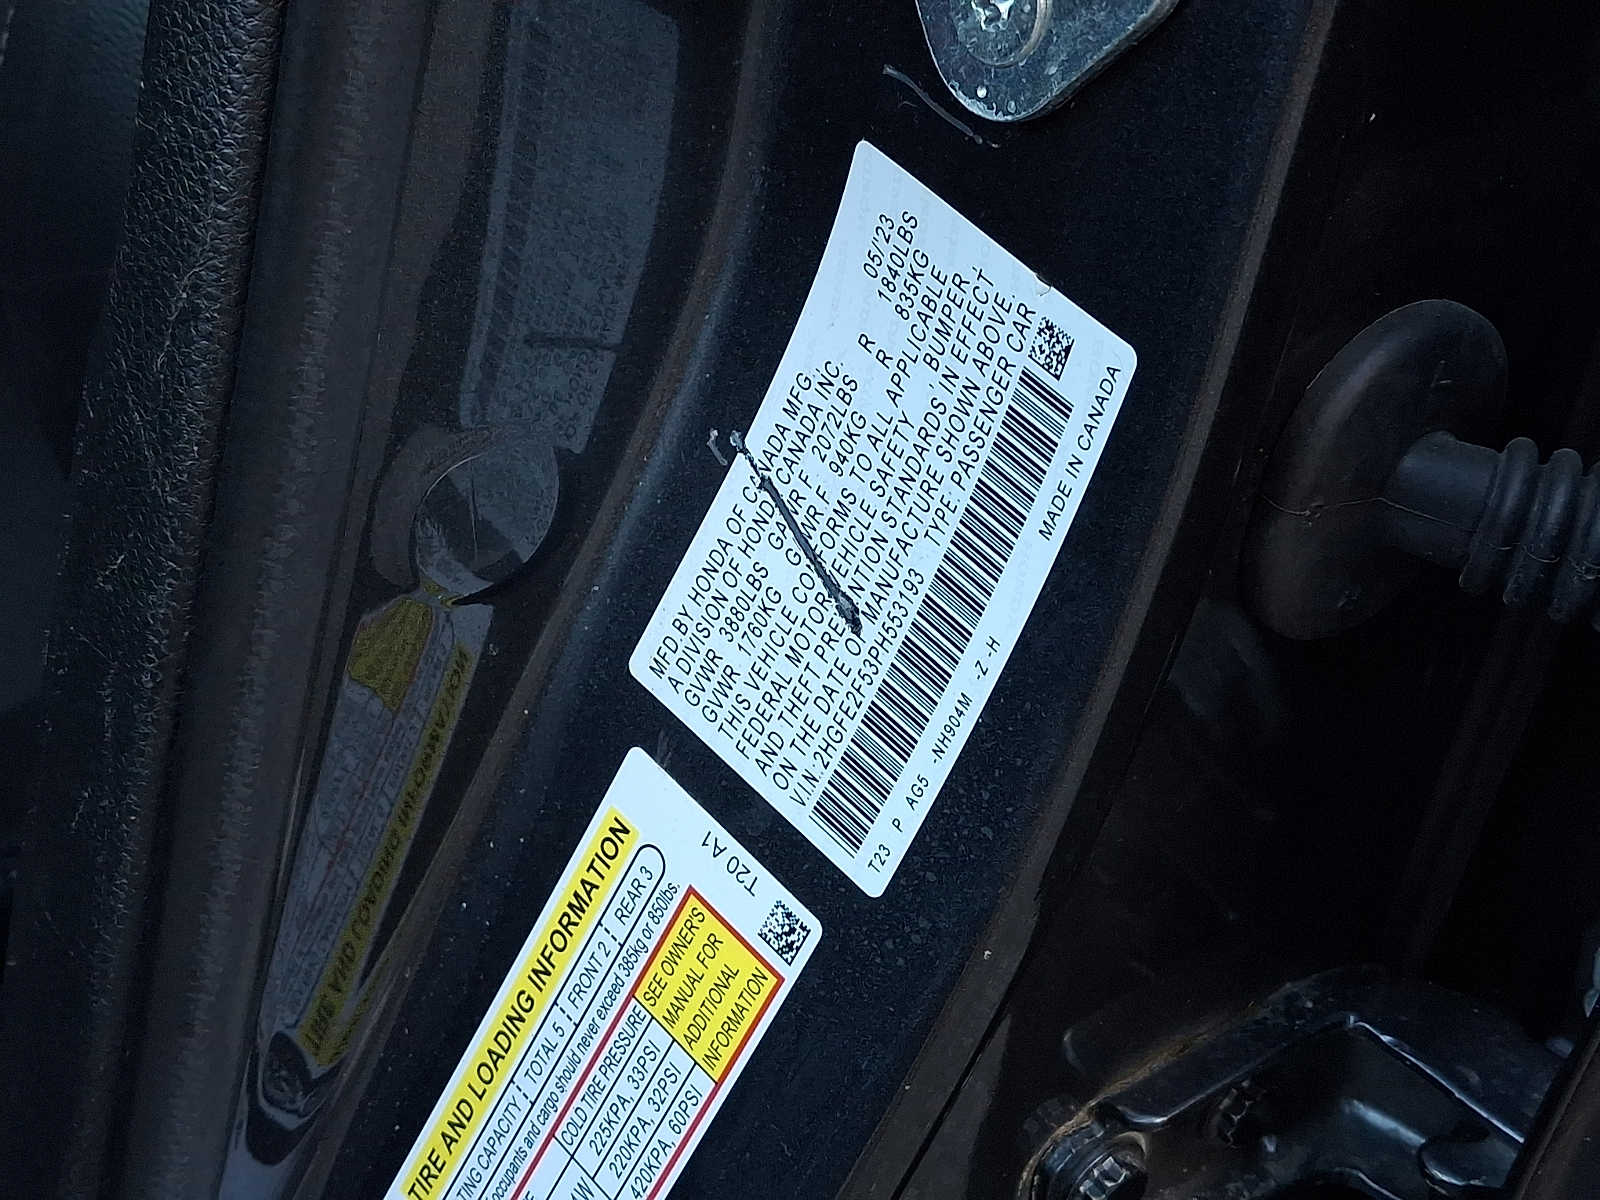 MFD BY HONDA OF CANADA MFG.
A DIVISION OF HONDA CANADA INC.
05/'23
GVWR 3880LBS GAWR F 2072LBS R 1840LBS
GVWR 1760KG GAWR F 940KG R 835KG
THIS VEHICLE CONFORMS TO ALL APPLICABLE
FEDERAL MOTOR VEHICLE SAFETY, BUMPER,
AND THEFT PREVENTION STANDARDS IN EFFECT
ON THE DATE OF MANUFACTURE SHOWN ABOVE.
V.I.N.:2HGFE2F53PH553193 TYPE: PASSENGER CAR
T23 P AG5 -NH904M -Z -H
MADE IN CANADA
TIRE AND LOADING INFORMATION
TING CAPACITY TOTAL 5 FRONT 2 REAR 3
occupants and cargo should never exceed 385kg or 850lbs.
COLD TIRE PRESSURE
225KPA, 33PSI
220KPA, 32PSI
420KPA, 60PSI
SEE OWNER'S
MANUAL FOR
ADDITIONAL
INFORMATION
T20 A1